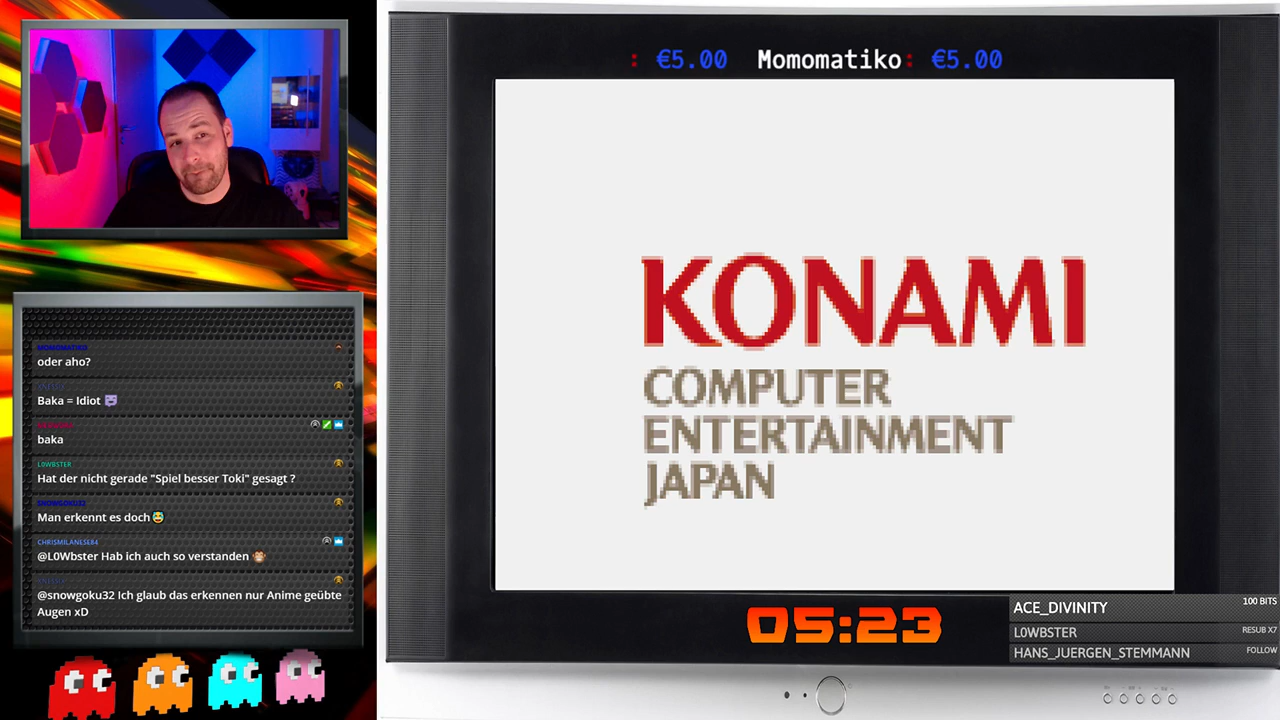 : €5.00 Momomatiko: €5.00
KONAMI
COMPUTER
ENTERTAINMENT
JAPAN
MOMOMATIKO
oder aho?
Baka = Idiot
baka
L0WBSTER
Hat der nicht gerade "Spiel besser Toki" gesagt ?
SNOWGOKU32
Man erkennt es doch
CHRISMILANESE84
@L0Wbster Hab ich auch so verstanden
@snowgoku32 Ich glaub das erkennen nur Anime geübte
Augen xD
05:23
ACE_DIVINITY 100 BITS
L0WBSTER RESUB X7
HANS_JUERGEN_STEMMANN FOLLOW